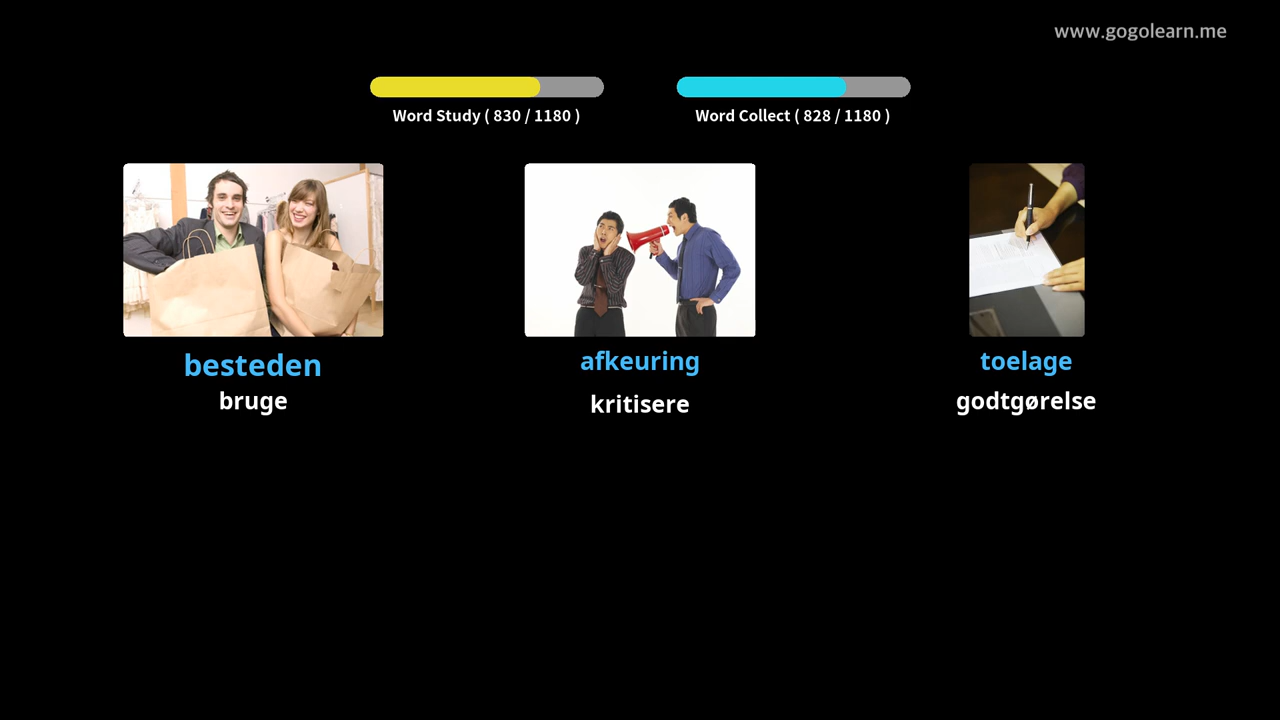 www.gogolearn.me
Word Study ( 830 / 1180 )
Word Collect ( 828 / 1180 )
besteden
bruge
afkeuring
kritisere
toelage
godtgørelse